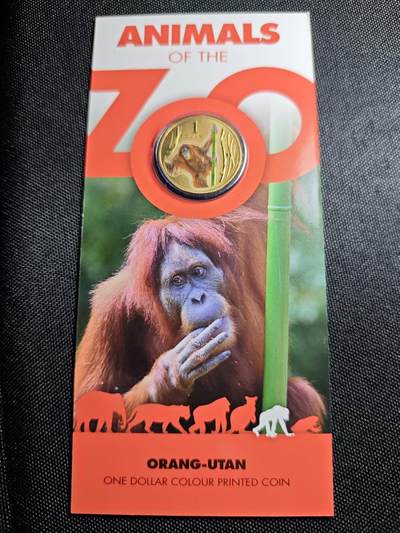 ANIMALS
OF THE
ZOO
ORANG-UTAN
ONE DOLLAR COLOUR PRINTED COIN